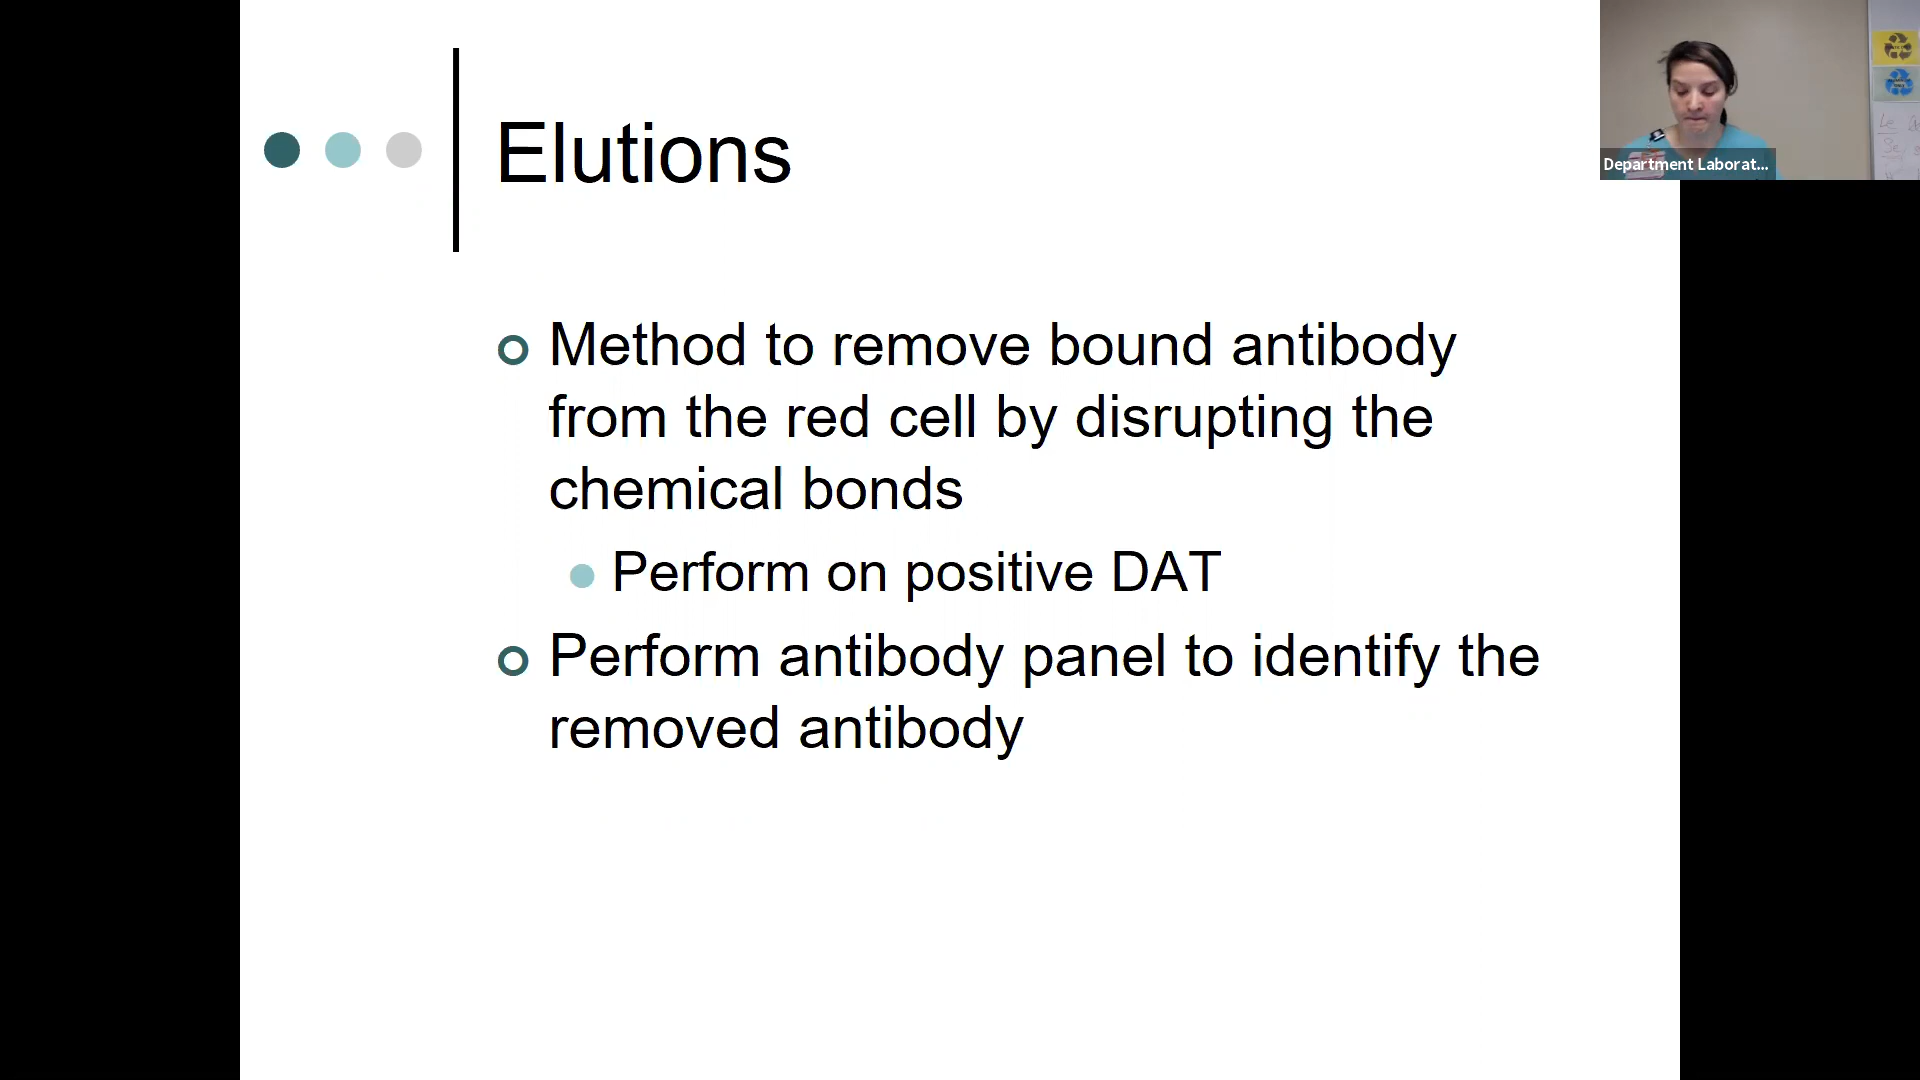 Elutions
Method to remove bound antibody
from the red cell by disrupting the
chemical bonds
Perform on positive DAT
Perform antibody panel to identify the
removed antibody
Department Laborat...